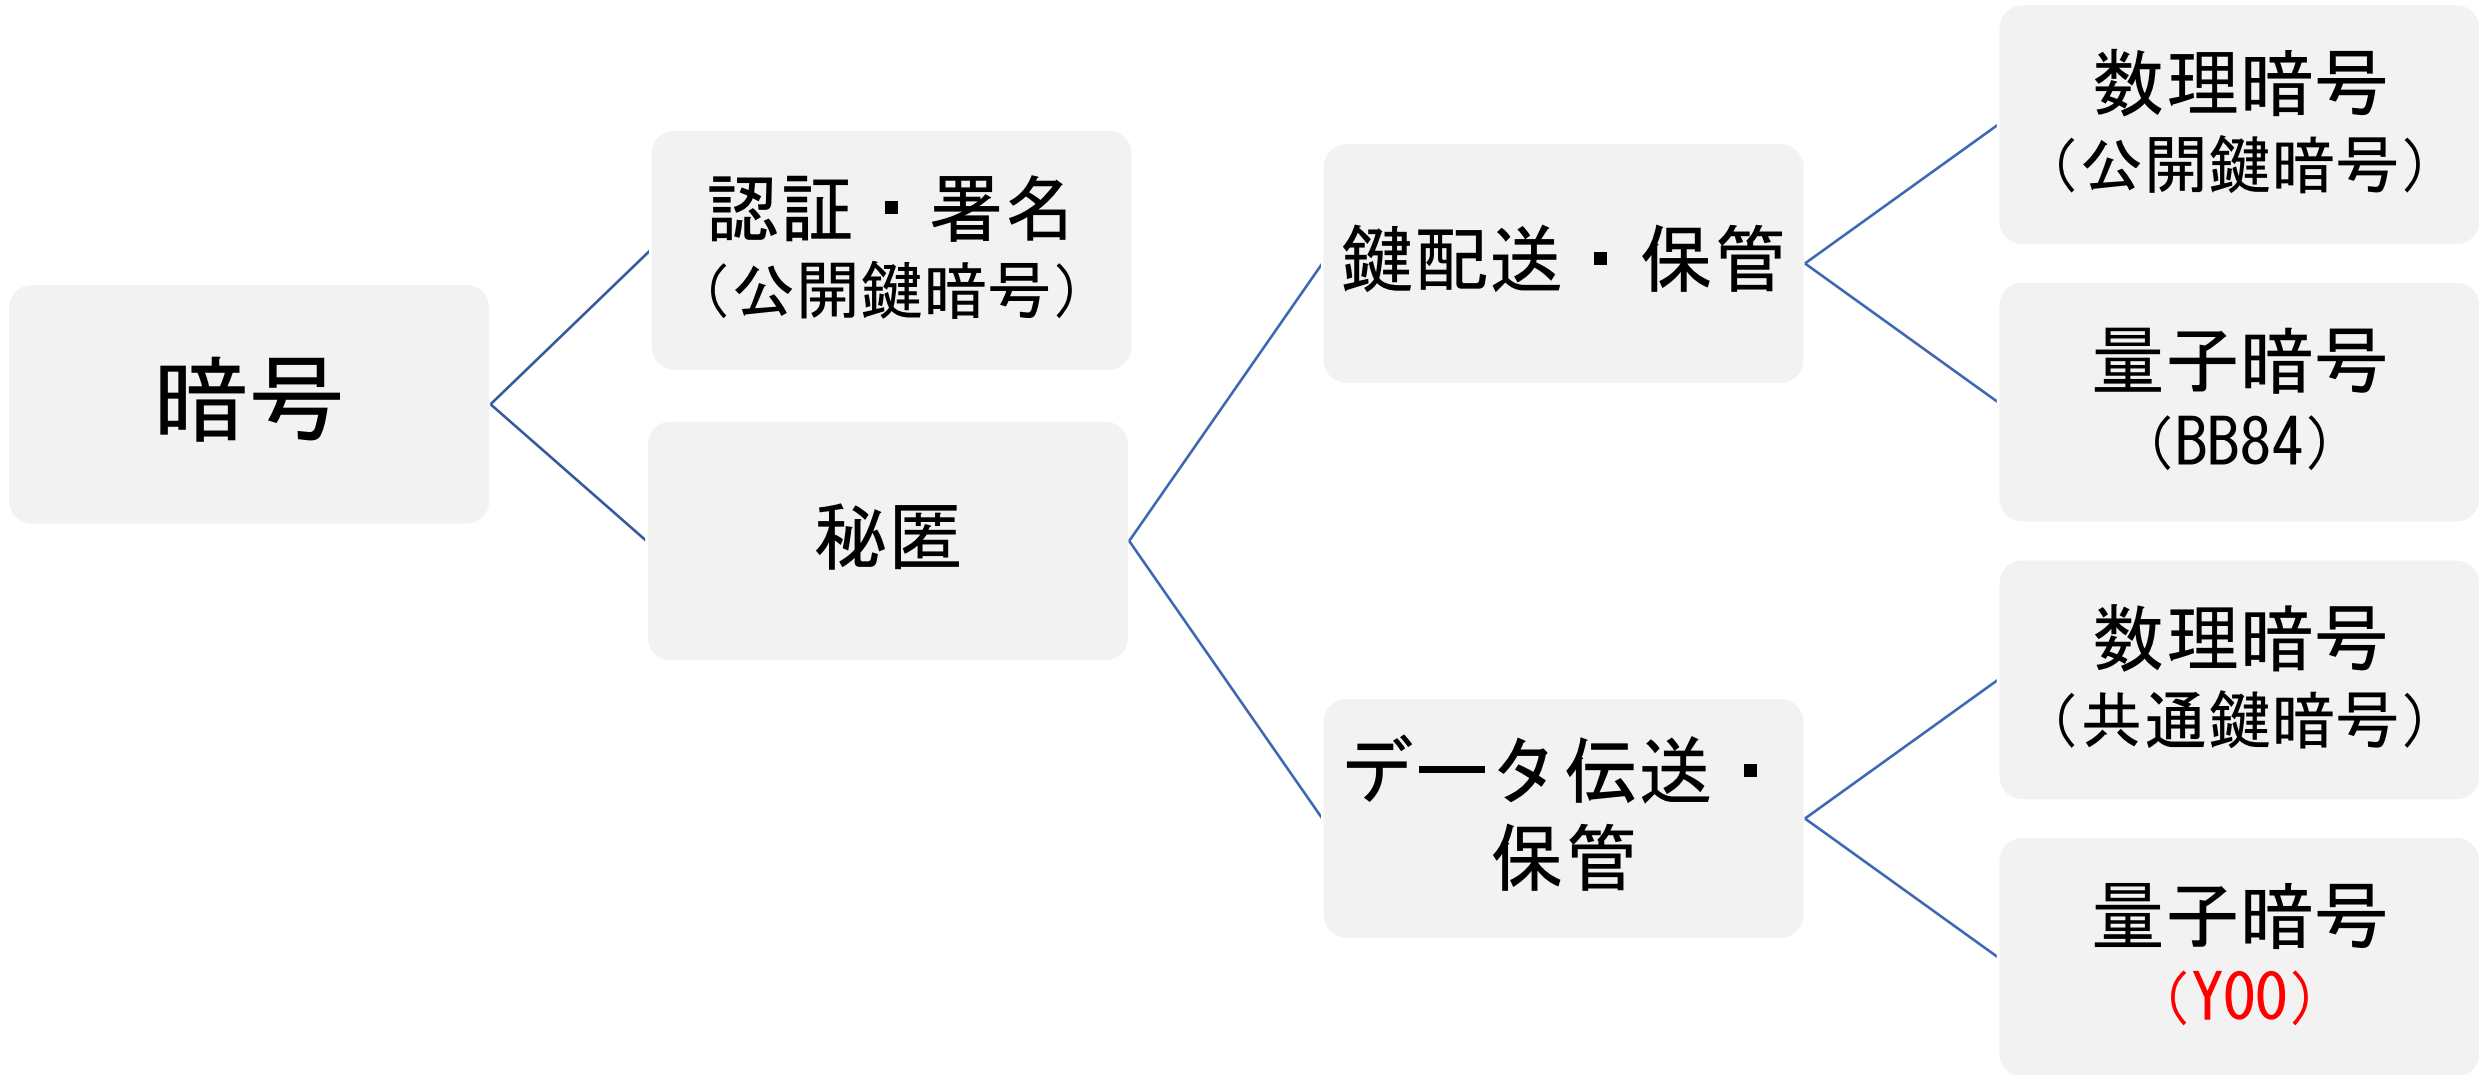 暗号
認証・署名
（公開鍵暗号）
秘匿
鍵配送・保管
データ伝送・
保管
数理暗号
（公開鍵暗号）
量子暗号
（BB84）
数理暗号
（共通鍵暗号）
量子暗号
（Y00）